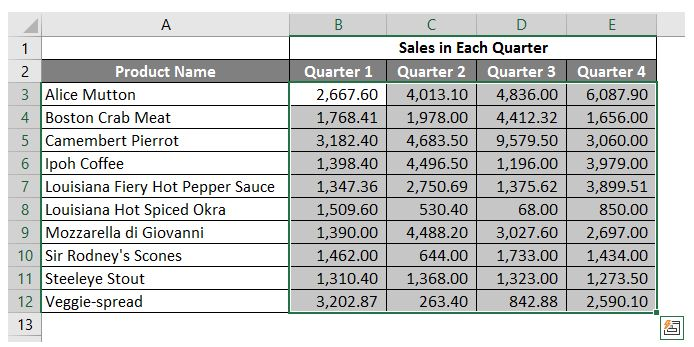 A B C D E
1 Sales in Each Quarter
2 Product Name Quarter 1 Quarter 2 Quarter 3 Quarter 4
3 Alice Mutton 2,667.60 4,013.10 4,836.00 6,087.90
4 Boston Crab Meat 1,768.41 1,978.00 4,412.32 1,656.00
5 Camembert Pierrot 3,182.40 4,683.50 9,579.50 3,060.00
6 Ipoh Coffee 1,398.40 4,496.50 1,196.00 3,979.00
7 Louisiana Fiery Hot Pepper Sauce 1,347.36 2,750.69 1,375.62 3,899.51
8 Louisiana Hot Spiced Okra 1,509.60 530.40 68.00 850.00
9 Mozzarella di Giovanni 1,390.00 4,488.20 3,027.60 2,697.00
10 Sir Rodney's Scones 1,462.00 644.00 1,733.00 1,434.00
11 Steeleye Stout 1,310.40 1,368.00 1,323.00 1,273.50
12 Veggie-spread 3,202.87 263.40 842.88 2,590.10
13